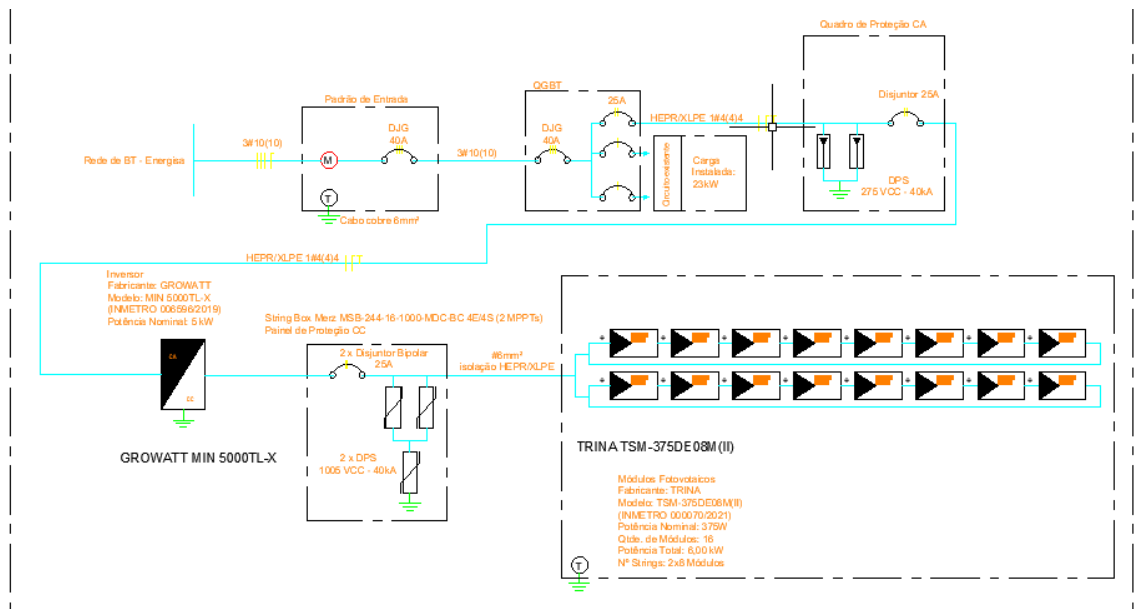 Quadro de Proteção CA
Padrão de Entrada
QGBT
25A
Disjuntor 25A
HEPR/XLPE 1#4(4)4
DJG
40A
DJG
40A
3#10(10)
3#10(10)
Rede de BT - Energisa
M
T
Cabo cobre 6mm²
Circuito existente
Carga
Instalada:
23kW
DPS
275 VCC - 40kA
HEPR/XLPE 1#4(4)4
Inversor
Fabricante: GROWATT
Modelo: MIN 5000TL-X
(INMETRO 006596/2019)
Potência Nominal: 5 kW
String Box Merz MSB-244-16-1000-MDC-BC 4E/4S (2 MPPTs)
Painel de Proteção CC
CA
CC
2 x Disjuntor Bipolar
25A
#6mm²
isolação HEPR/XLPE
2 x DPS
1005 VCC - 40kA
GROWATT MIN 5000TL-X
TRINA TSM-375DE08M(II)
Módulos Fotovotaicos
Fabricante: TRINA
Modelo: TSM-375DE08M(II)
(INMETRO 000070/2021)
Potência Nominal: 375W
Qtde. de Módulos: 16
Potência Total: 6,00 kW
Nº Strings: 2x8 Módulos
T